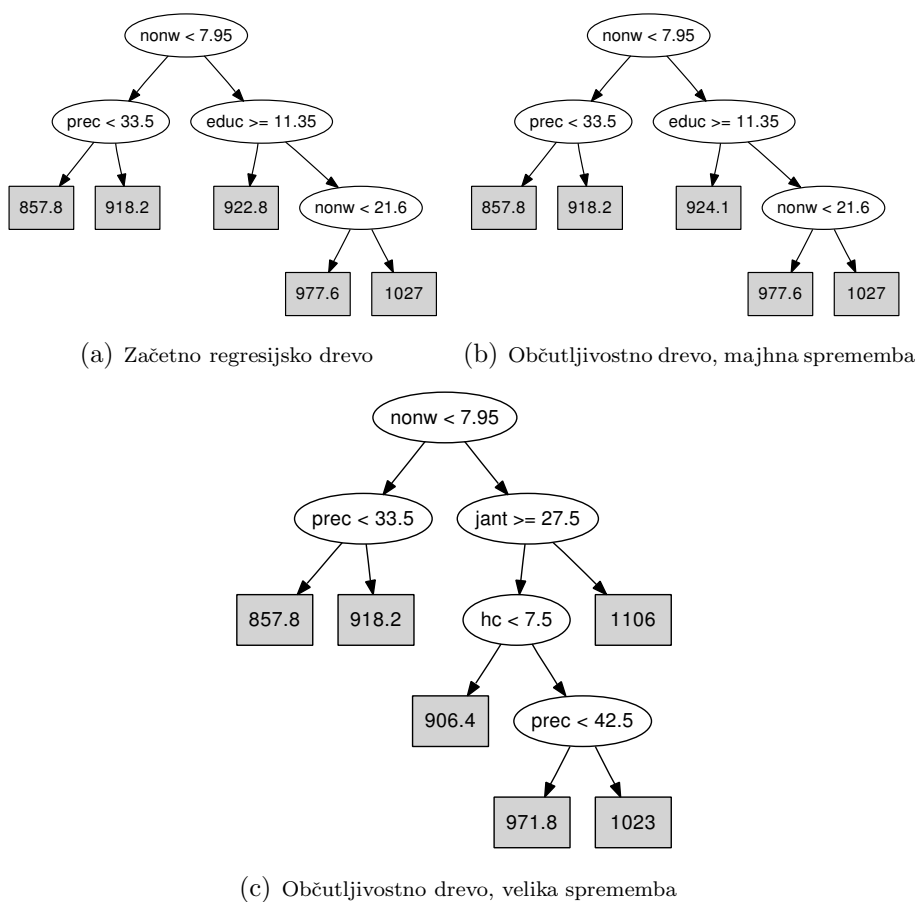 nonw < 7.95
prec < 33.5
educ >= 11.35
857.8
918.2
922.8
nonw < 21.6
977.6
1027
(a) Začetno regresijsko drevo
nonw < 7.95
prec < 33.5
educ >= 11.35
857.8
918.2
924.1
nonw < 21.6
977.6
1027
(b) Občutljivostno drevo, majhna sprememba
nonw < 7.95
prec < 33.5
jant >= 27.5
857.8
918.2
hc < 7.5
1106
906.4
prec < 42.5
971.8
1023
(c) Občutljivostno drevo, velika sprememba